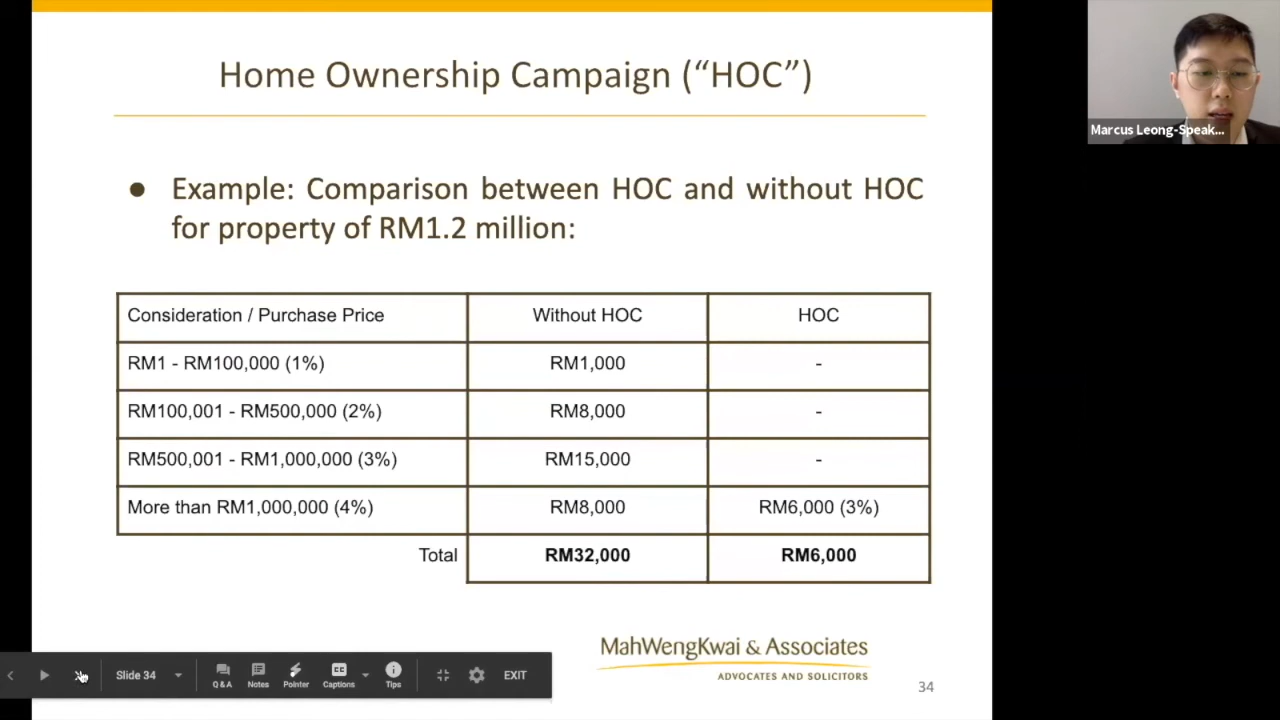 Home Ownership Campaign (“HOC”)
● Example: Comparison between HOC and without HOC
for property of RM1.2 million:
Consideration / Purchase Price Without HOC HOC
RM1 - RM100,000 (1%) RM1,000 -
RM100,001 - RM500,000 (2%) RM8,000 -
RM500,001 - RM1,000,000 (3%) RM15,000 -
More than RM1,000,000 (4%) RM8,000 RM6,000 (3%)
Total RM32,000 RM6,000
MahWengKwai & Associates
ADVOCATES AND SOLICITORS
34
Marcus Leong-Speak...
Slide 34
Q & A Notes Pointer Captions Tips EXIT
CC